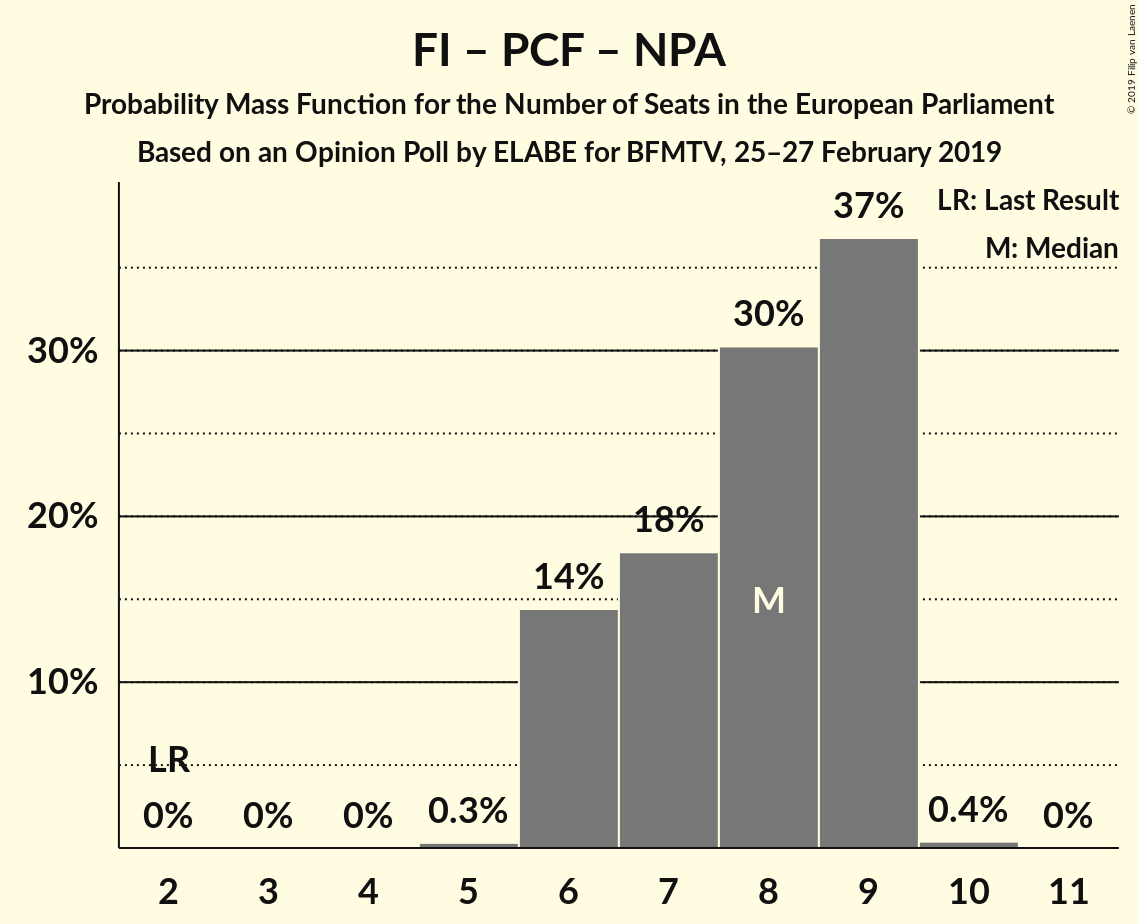 FI – PCF – NPA
Probability Mass Function for the Number of Seats in the European Parliament
Based on an Opinion Poll by ELABE for BFMTV, 25–27 February 2019
© 2019 Filip van Laenen
LR: Last Result
M: Median
37%
30%
30%
20%
18%
14%
M
10%
LR
0%
0%
0%
0.3%
0.4%
0%
2 3 4 5 6 7 8 9 10 11